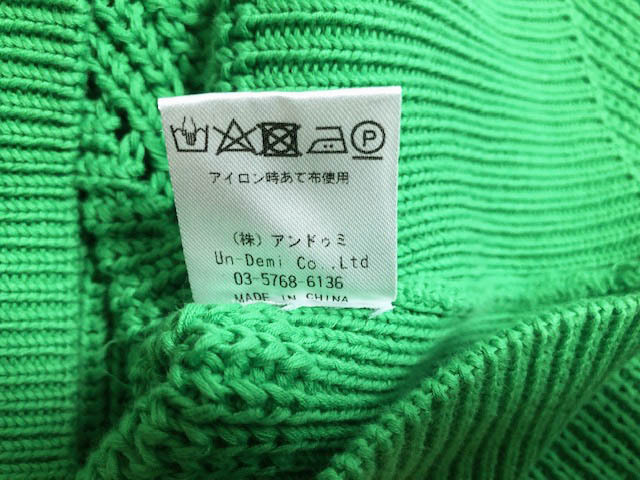 P
アイロン時あて布使用
(株)アンドゥミ
Un-Demi Co.,Ltd
03-5768-6136
MADE IN CHINA